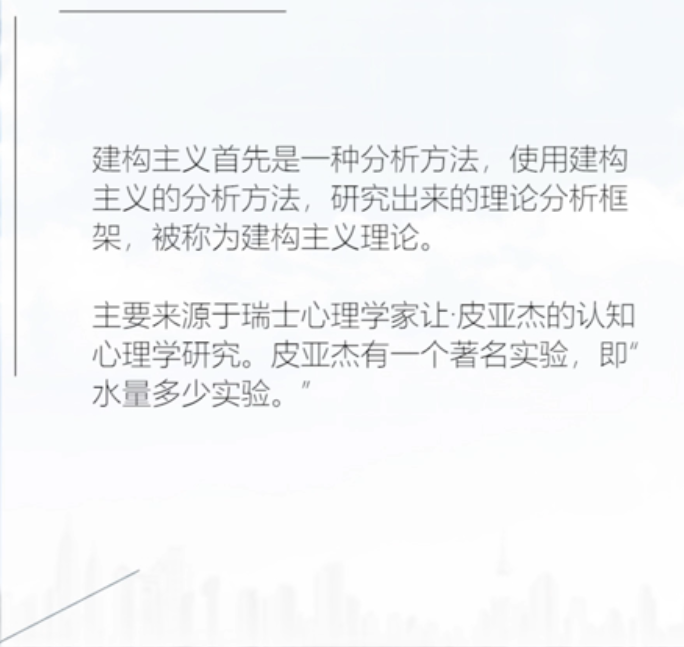 建构主义首先是一种分析方法，使用建构
主义的分析方法，研究出来的理论分析框
架，被称为建构主义理论。
主要来源于瑞士心理学家让·皮亚杰的认知
心理学研究。皮亚杰有一个著名实验，即“
水量多少实验。”